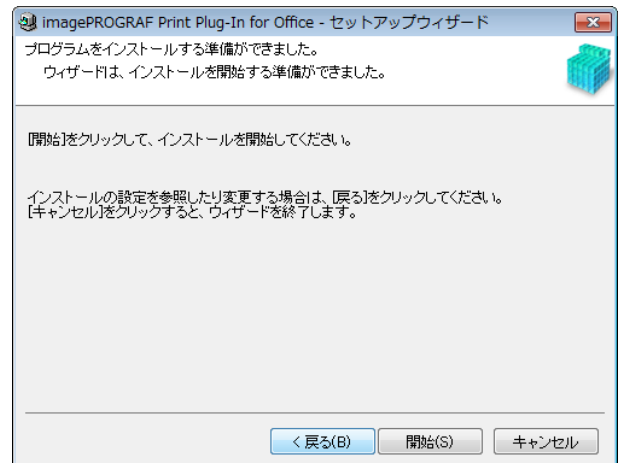 imagePROGRAF Print Plug-In for Office - セットアップウィザード
プログラムをインストールする準備ができました。
ウィザードは、インストールを開始する準備ができました。
[開始]をクリックして、インストールを開始してください。
インストールの設定を参照したり変更する場合は、[戻る]をクリックしてください。
[キャンセル]をクリックすると、ウィザードを終了します。
< 戻る(B) 開始(S) キャンセル